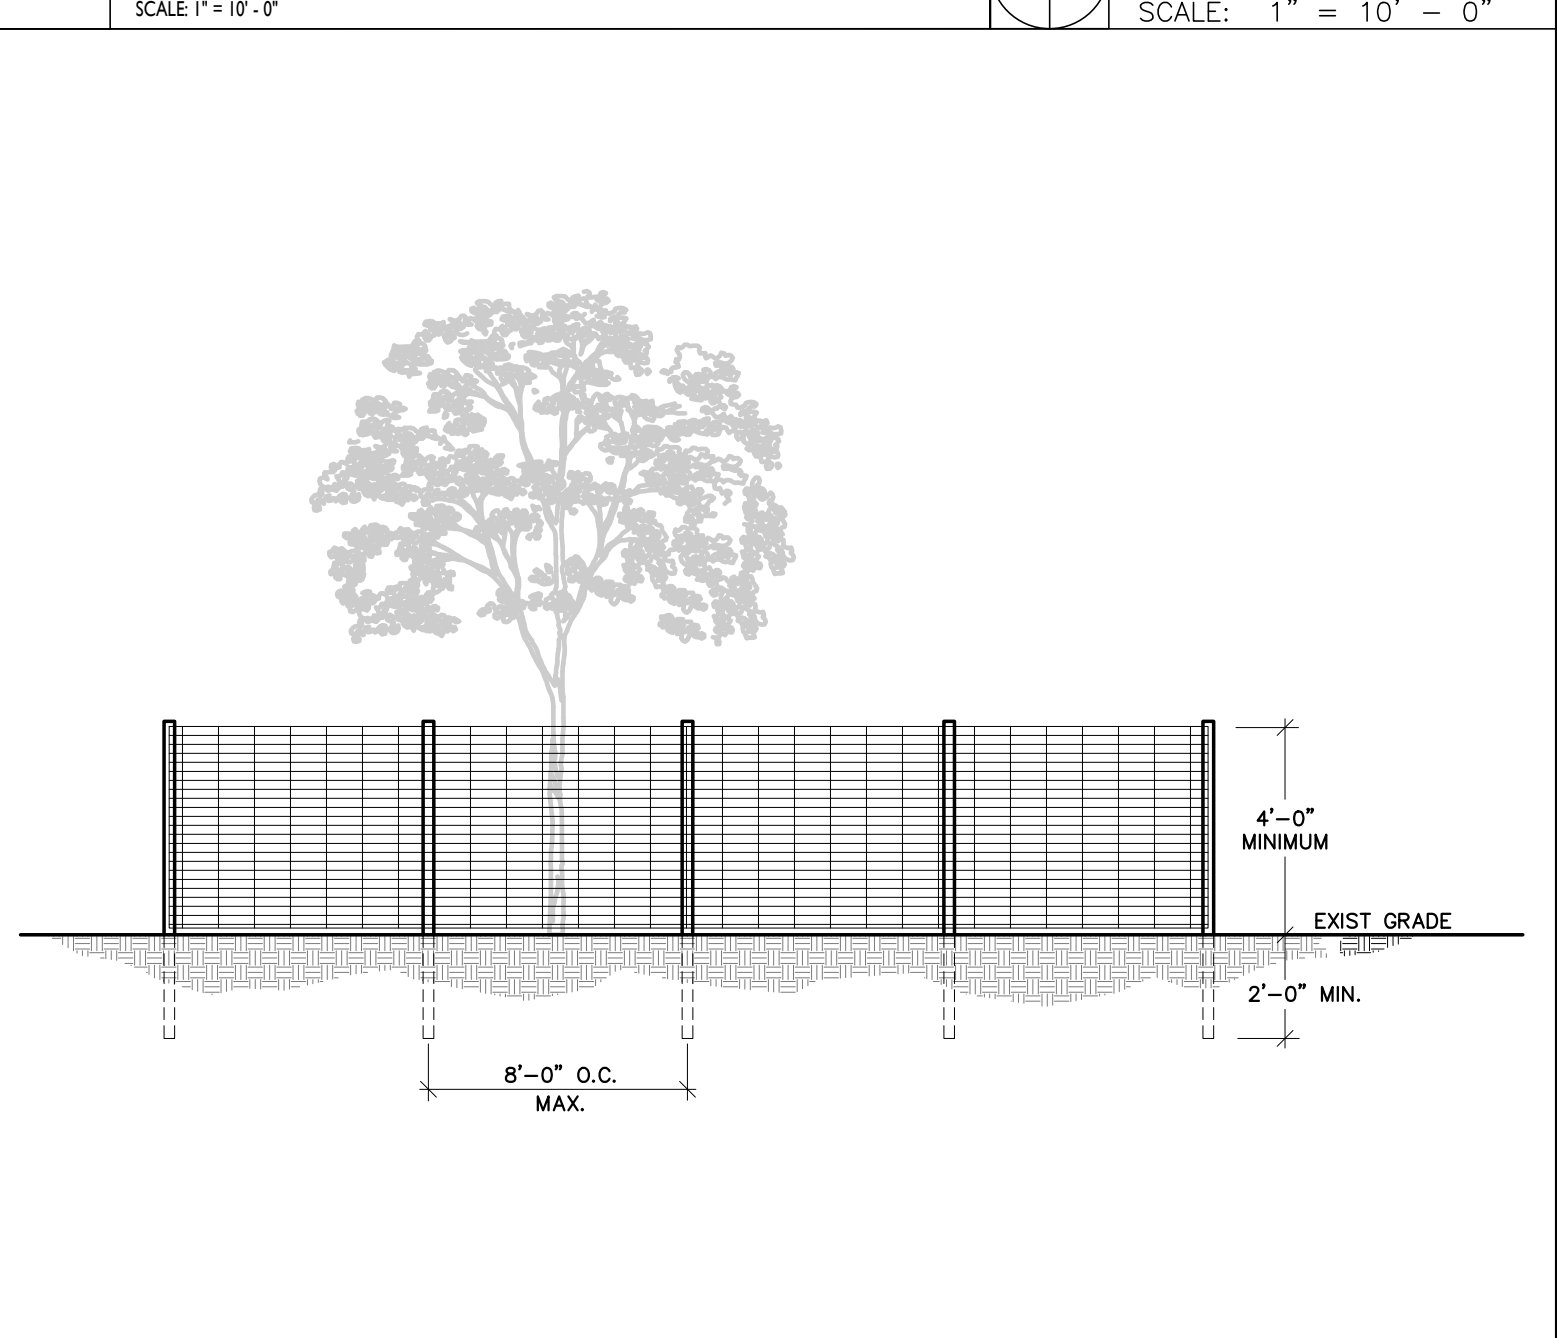 SCALE: 1" = 10' - 0"
SCALE: 1” = 10’ – 0”
4’–0”
MINIMUM
EXIST GRADE
2’–0” MIN.
8’–0” O.C.
MAX.